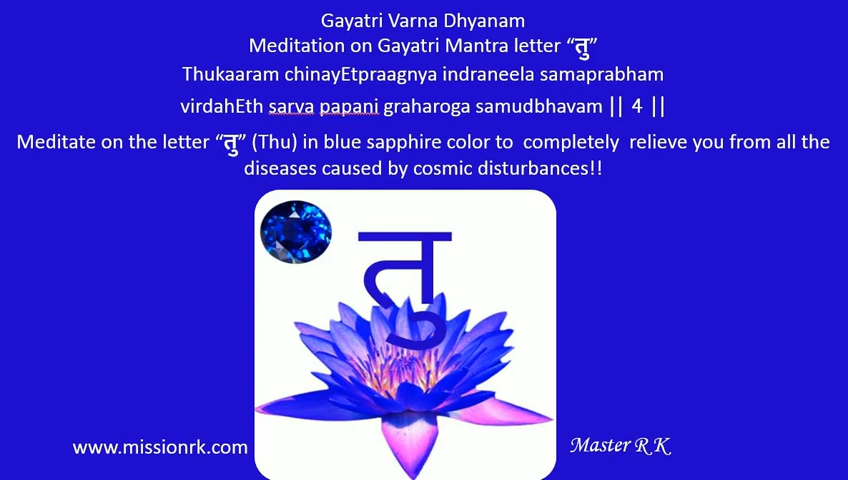 Gayatri Varna Dhyanam
Meditation on Gayatri Mantra letter “तु”
Thukaaram chinayEtpraagnya indraneela samaprabham
virdahEth sarva papani graharoga samudbhavam || 4 ||
Meditate on the letter “तु” (Thu) in blue sapphire color to  completely  relieve you from all the
diseases caused by cosmic disturbances!!
तु
www.missionrk.com
Master R K